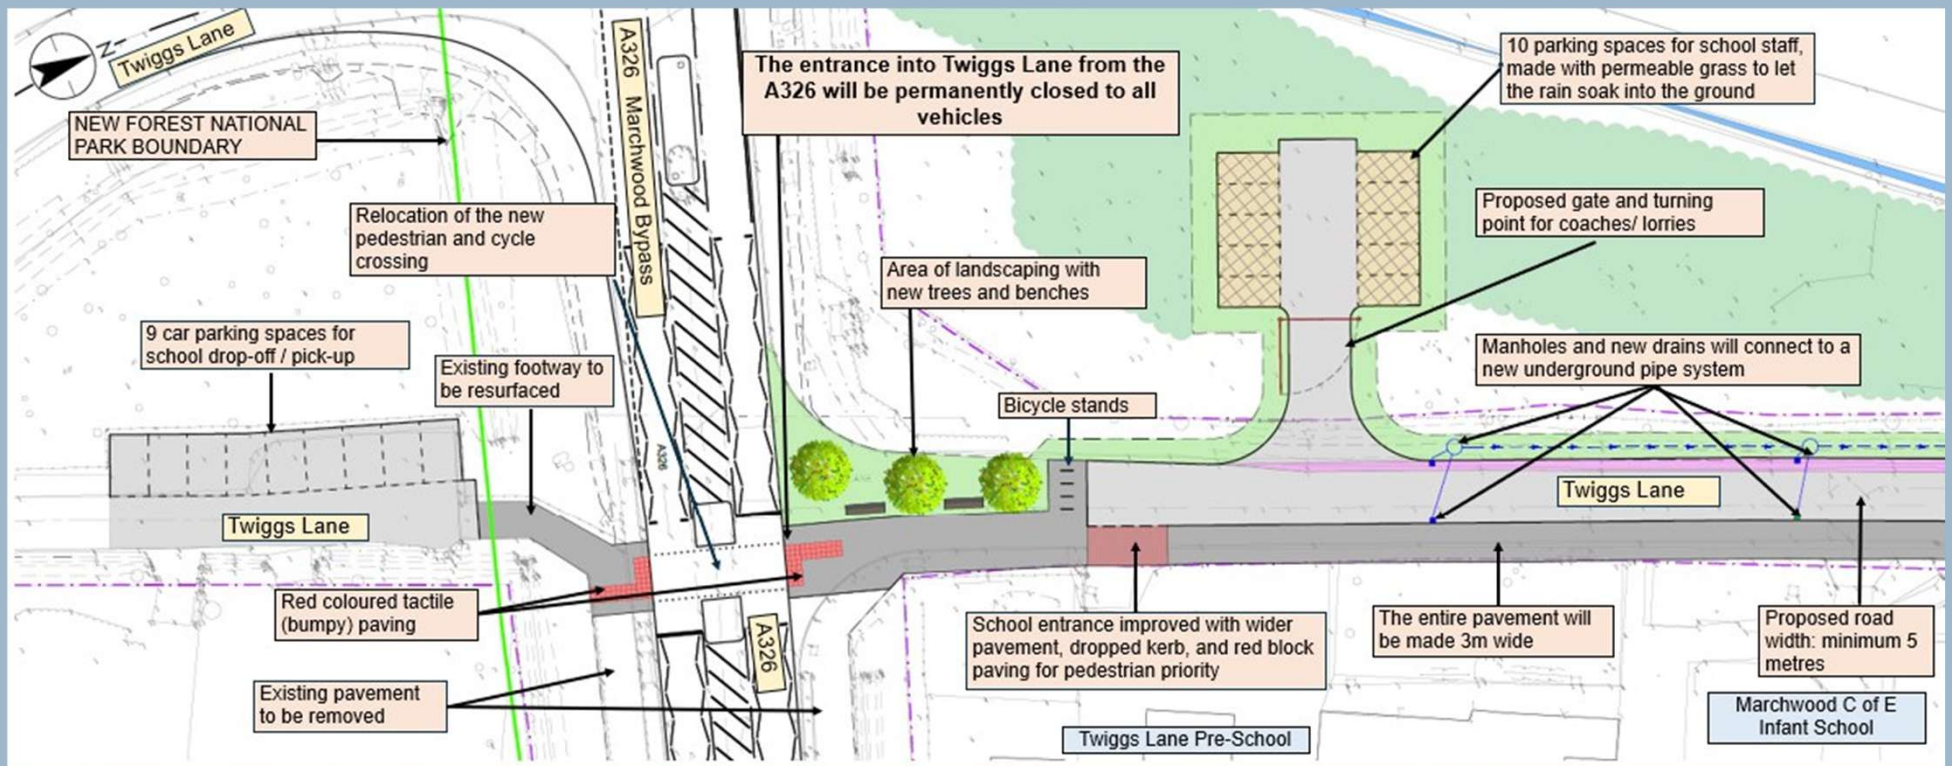 N
Twiggs Lane
A326 Marchwood Bypass
The entrance into Twiggs Lane from the
A326 will be permanently closed to all
vehicles
10 parking spaces for school staff,
made with permeable grass to let
the rain soak into the ground
NEW FOREST NATIONAL
PARK BOUNDARY
Relocation of the new
pedestrian and cycle
crossing
Proposed gate and turning
point for coaches/ lorries
Area of landscaping with
new trees and benches
9 car parking spaces for
school drop-off / pick-up
Existing footway to
be resurfaced
Manholes and new drains will connect to a
new underground pipe system
Bicycle stands
A326
Twiggs Lane
Twiggs Lane
Red coloured tactile
(bumpy) paving
A326
School entrance improved with wider
pavement, dropped kerb, and red block
paving for pedestrian priority
The entire pavement will
be made 3m wide
Proposed road
width: minimum 5
metres
Existing pavement
to be removed
Twiggs Lane Pre-School
Marchwood C of E
Infant School